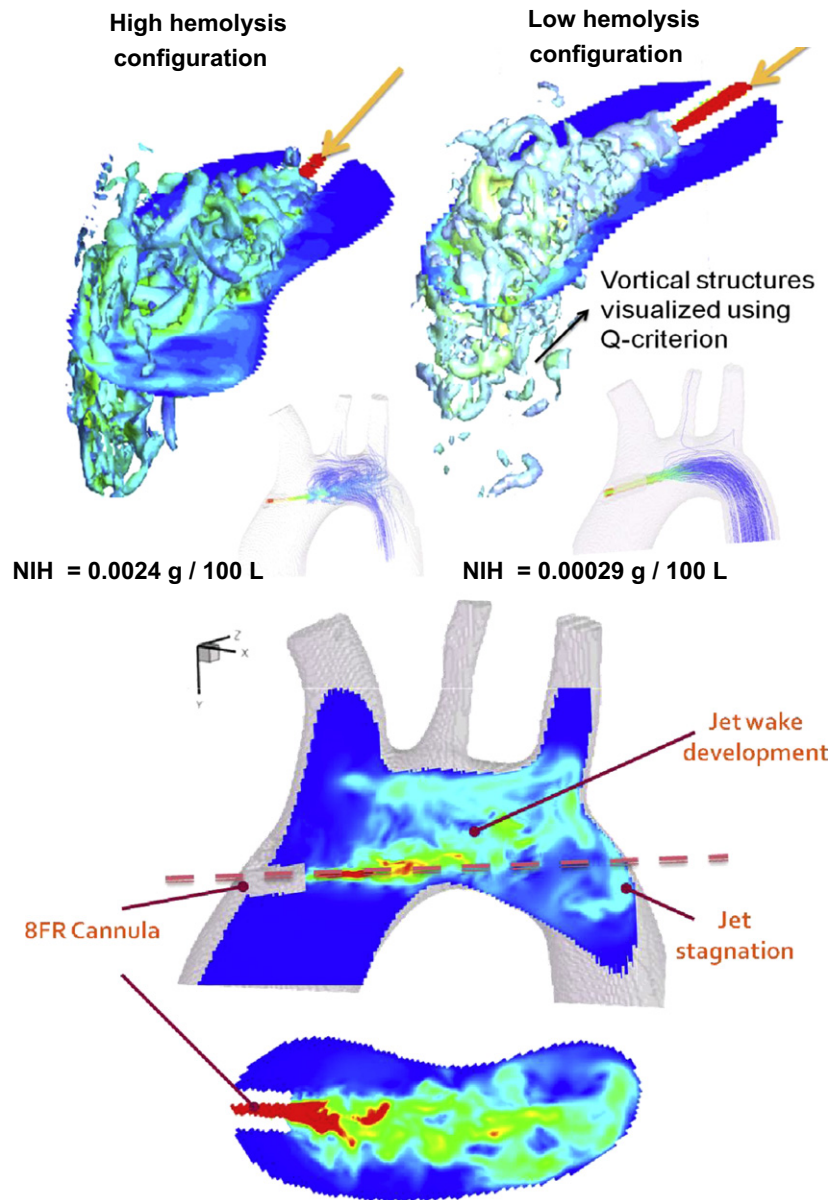 High hemolysis
configuration
Low hemolysis
configuration
Vortical structures
visualized using
Q-criterion
NIH = 0.0024 g / 100 L
NIH = 0.00029 g / 100 L
Z
X
Y
Jet wake
development
8FR Cannula
Jet
stagnation